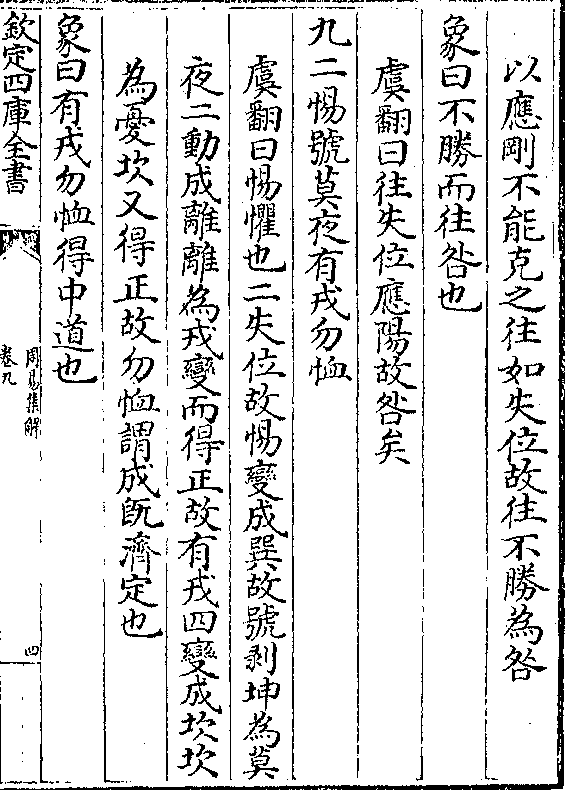 以應剛不能克之往如失位故往不勝為咎
象曰不勝而往咎也
虞翻曰往失位應陽故咎矣
九二惕號莫夜有戎勿恤
虞翻曰惕懼也二失位故惕變成巽故號剥坤為莫
夜二動成離離為戎變而得正故有戎四變成坎坎
為憂坎又得正故勿恤謂成旣濟定也
象曰有戎勿恤得中道也
欽定四庫全書
周易集解
卷九
四